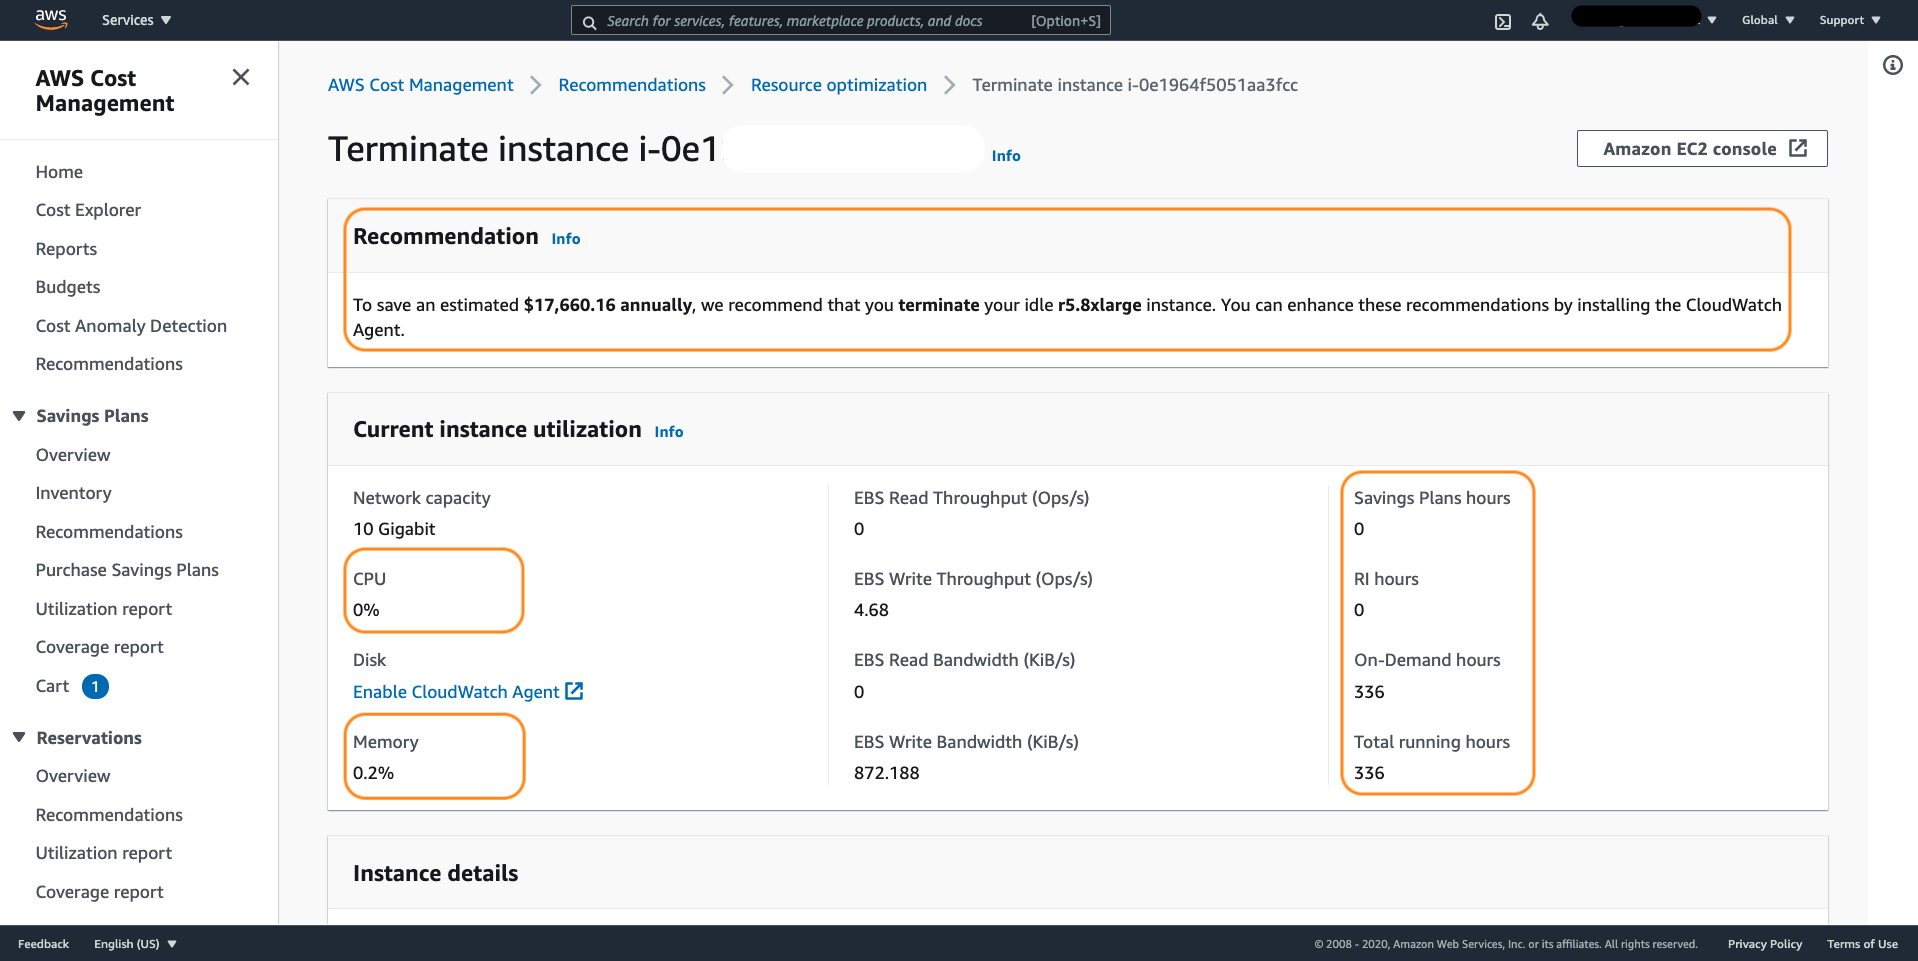 aws
Services
Search for services, features, marketplace products, and docs [Option+S]
Global
Support
AWS Cost
Management
Home
Cost Explorer
Reports
Budgets
Cost Anomaly Detection
Recommendations
Savings Plans
Overview
Inventory
Recommendations
Purchase Savings Plans
Utilization report
Coverage report
Cart 1
Reservations
Overview
Recommendations
Utilization report
Coverage report
AWS Cost Management > Recommendations > Resource optimization > Terminate instance i-0e1964f5051aa3fcc
Terminate instance i-0e1 Info
Amazon EC2 console
Recommendation Info
To save an estimated $17,660.16 annually, we recommend that you terminate your idle r5.8xlarge instance. You can enhance these recommendations by installing the CloudWatch
Agent.
Current instance utilization Info
Network capacity
10 Gigabit
CPU
0%
Disk
Enable CloudWatch Agent
Memory
0.2%
EBS Read Throughput (Ops/s)
0
EBS Write Throughput (Ops/s)
4.68
EBS Read Bandwidth (KiB/s)
0
EBS Write Bandwidth (KiB/s)
872.188
Savings Plans hours
0
RI hours
0
On-Demand hours
336
Total running hours
336
Instance details
Feedback
English (US)
© 2008 - 2020, Amazon Web Services, Inc. or its affiliates. All rights reserved.
Privacy Policy
Terms of Use